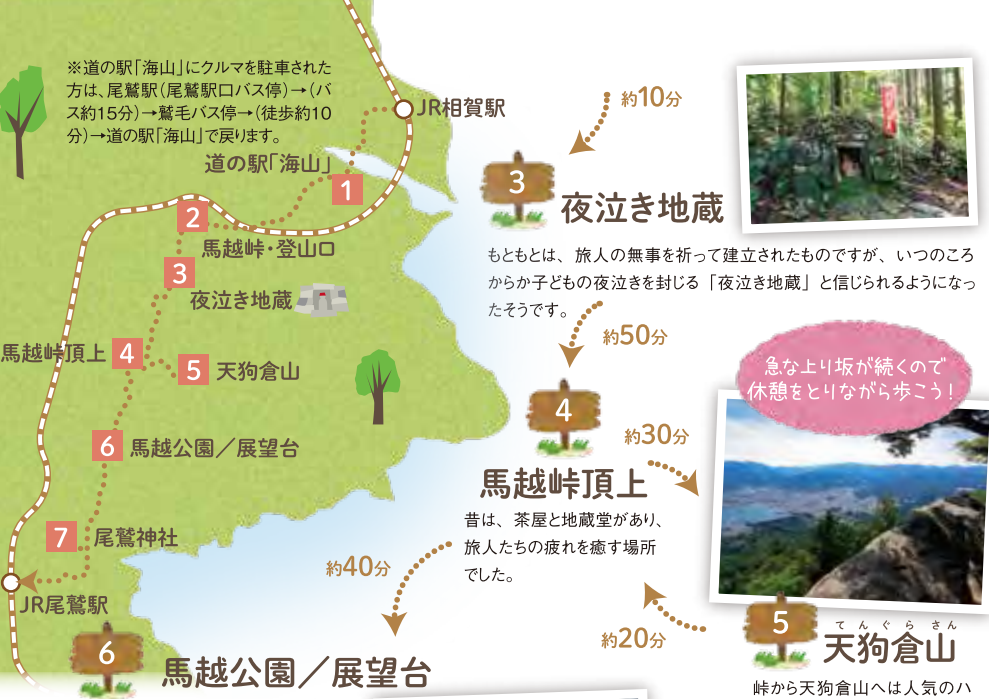 ※道の駅「海山」にクルマを駐車された
方は、尾鷲駅（尾鷲駅口バス停）→（バ
ス約15分）→鷲毛バス停→（徒歩約10
分）→道の駅「海山」で戻ります。
JR相賀駅
道の駅「海山」
1
2
馬越峠・登山口
3
夜泣き地蔵
馬越峠頂上
4
5
天狗倉山
6
馬越公園／展望台
7
尾鷲神社
JR尾鷲駅
約10分
3
夜泣き地蔵
もともとは、旅人の無事を祈って建立されたものですが、いつのころ
からか子どもの夜泣きを封じる「夜泣き地蔵」と信じられるようになっ
たそうです。
約50分
4
馬越峠頂上
昔は、茶屋と地蔵堂があり、
旅人たちの疲れを癒す場所
でした。
約30分
急な上り坂が続くので
休憩をとりながら歩こう！
5
てんぐらさん
天狗倉山
峠から天狗倉山へは人気のハ
約20分
約40分
6
馬越公園／展望台